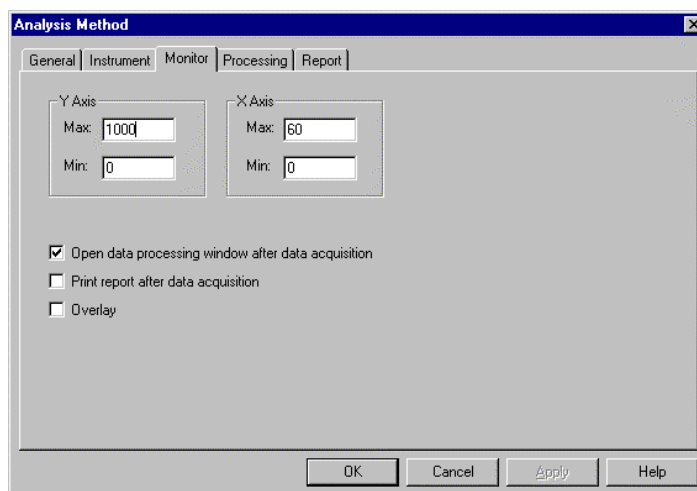 Analysis Method
General Instrument Monitor Processing Report
Y Axis X Axis
Max: 1000 Max: 60
Min: 0 Min: 0
Open data processing window after data acquisition
Print report after data acquisition
Overlay
OK Cancel Apply Help